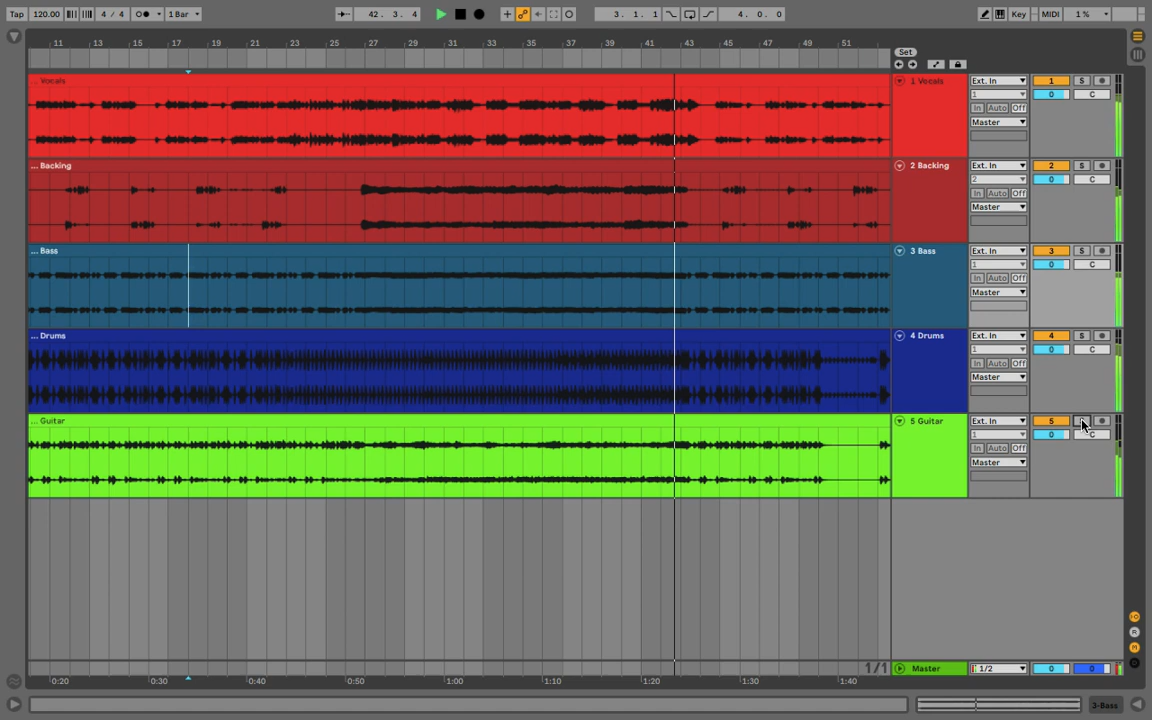 Tap 120.00 4 / 4 1 Bar 42. 3. 4 3. 1. 1 4. 0. 0 Key MIDI 1 %
11 13 15 17 19 21 23 25 27 29 31 33 35 37 39 41 43 45 47 49 51
Set
... Vocals 1 Vocals Ext. In 1 S
1 0 C
In Auto Off
Master
... Backing 2 Backing Ext. In 2 S
2 0 C
In Auto Off
Master
... Bass 3 Bass Ext. In 3 S
1 0 C
In Auto Off
Master
... Drums 4 Drums Ext. In 4 S
1 0 C
In Auto Off
Master
... Guitar 5 Guitar Ext. In 5
1 0 C
In Auto Off
Master
R
M
1/1 Master 1/2 0 0
0:20 0:30 0:40 0:50 1:00 1:10 1:20 1:30 1:40
3-Bass